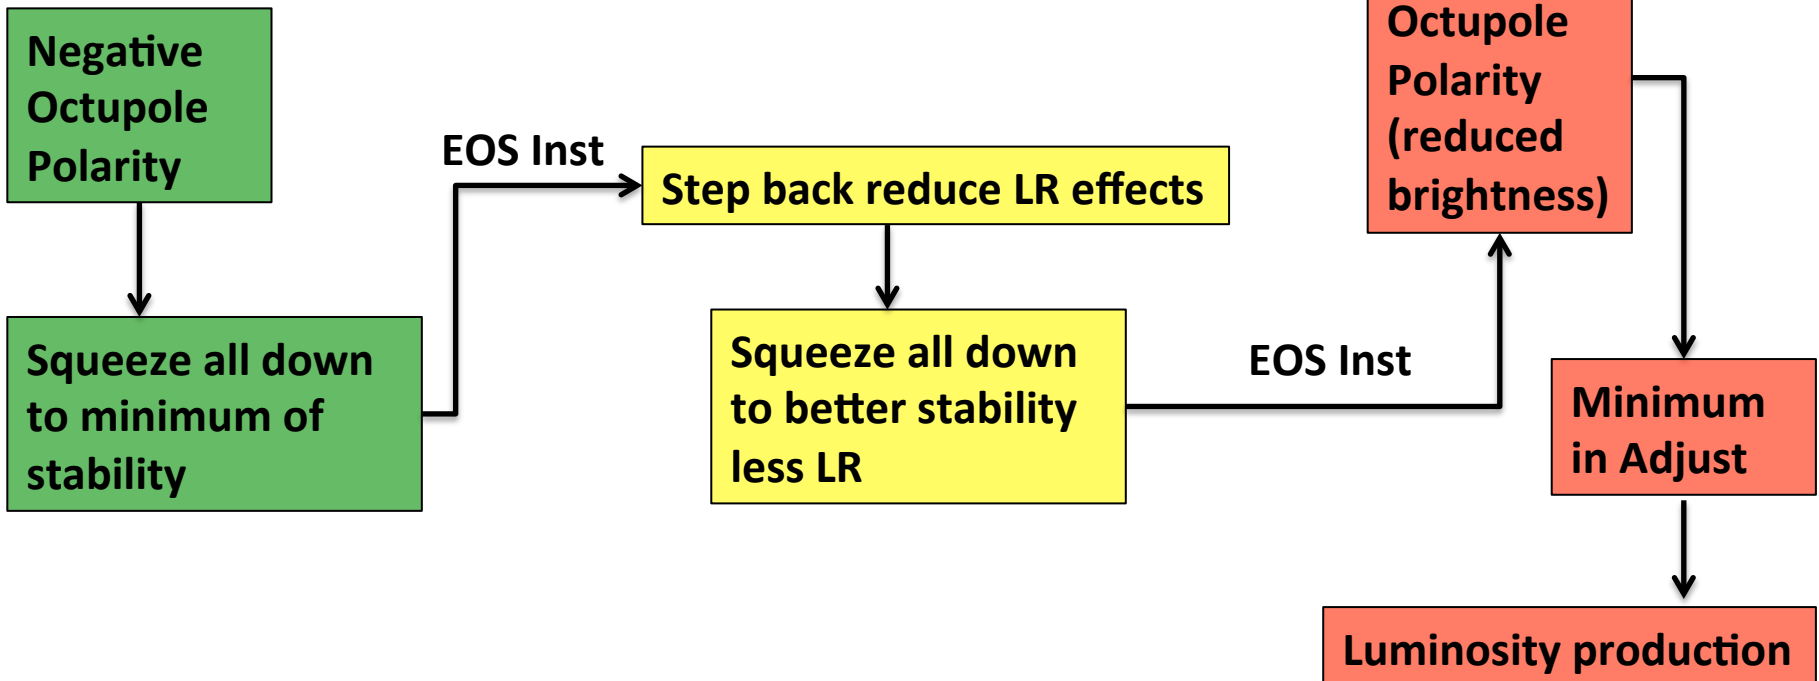 Negative
Octupole
Polarity
Squeeze all down
to minimum of
stability
EOS Inst
Step back reduce LR effects
Squeeze all down
to better stability
less LR
EOS Inst
Octupole
Polarity
(reduced
brightness)
Minimum
in Adjust
Luminosity production